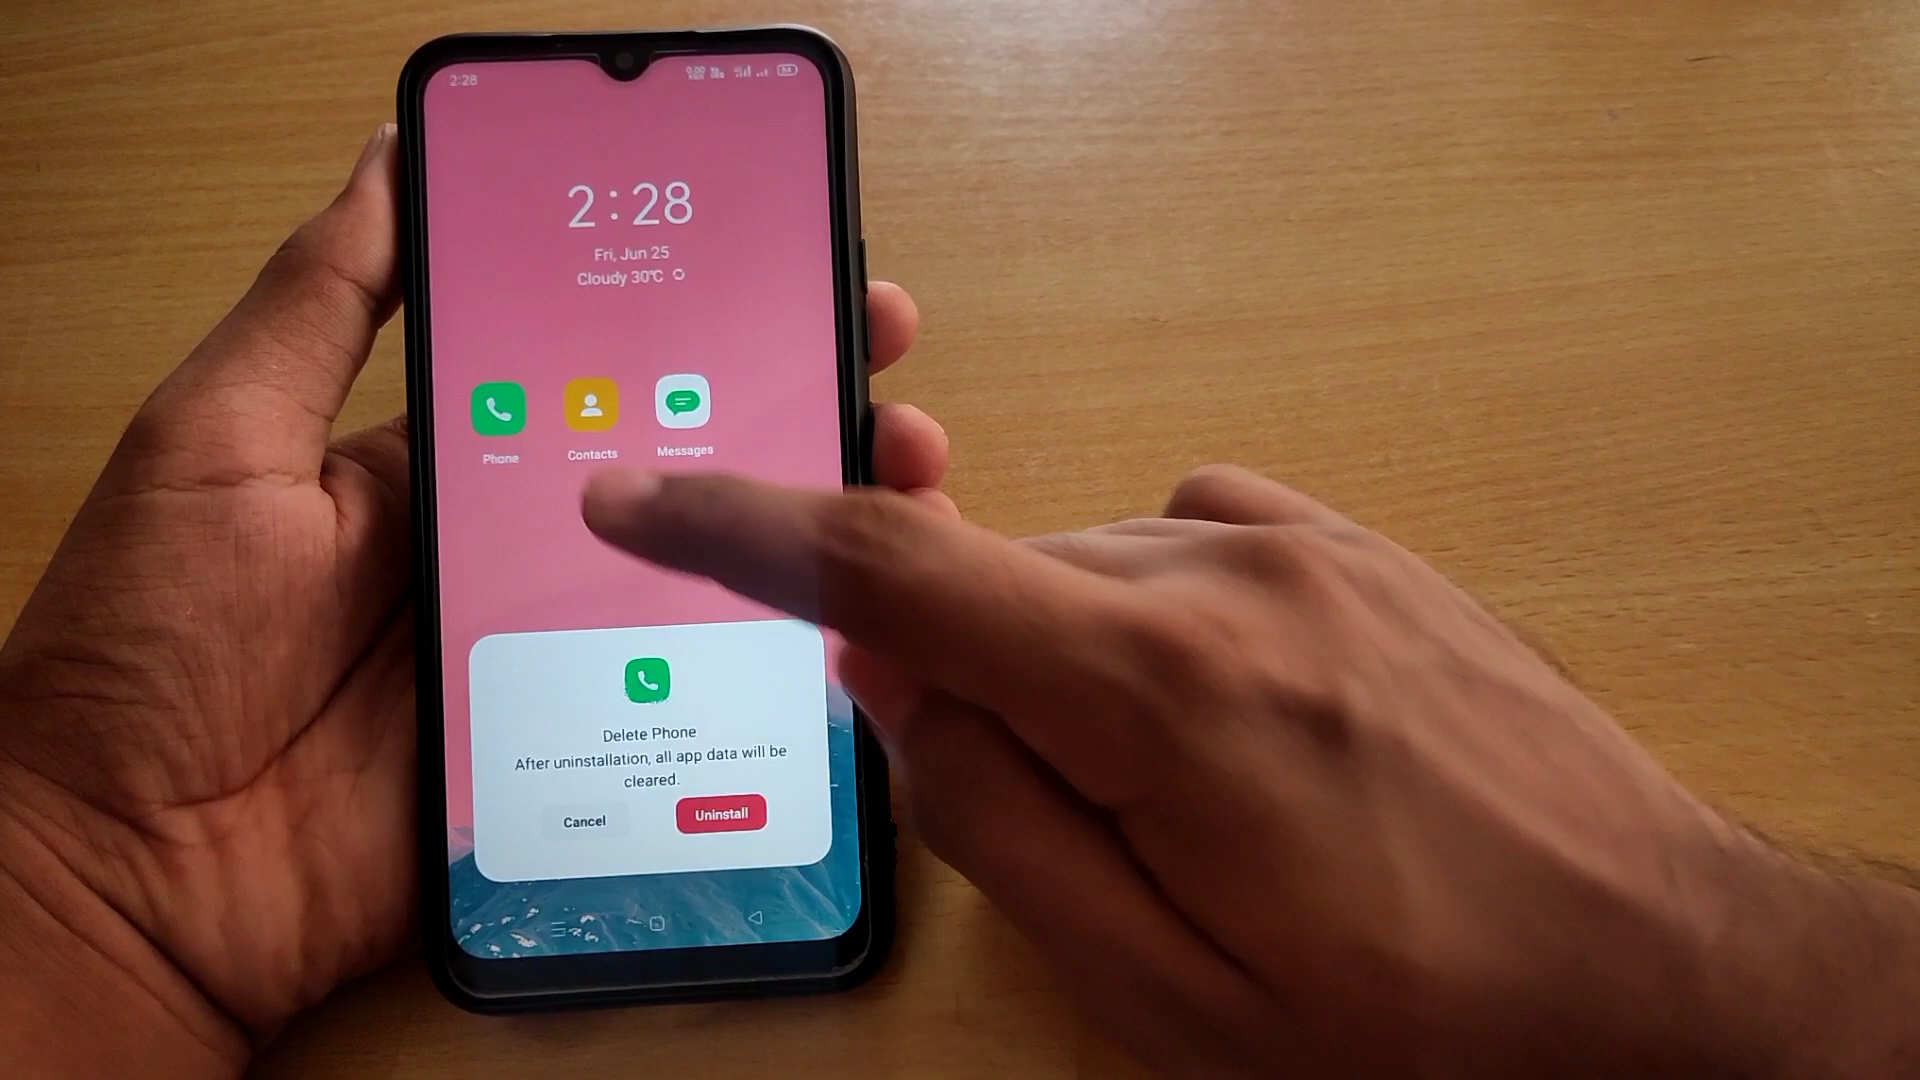 2:28
54
2:28
Fri, Jun 25
Cloudy 30℃
Phone
Contacts
Messages
Delete Phone
After uninstallation, all app data will be
cleared.
Cancel
Uninstall